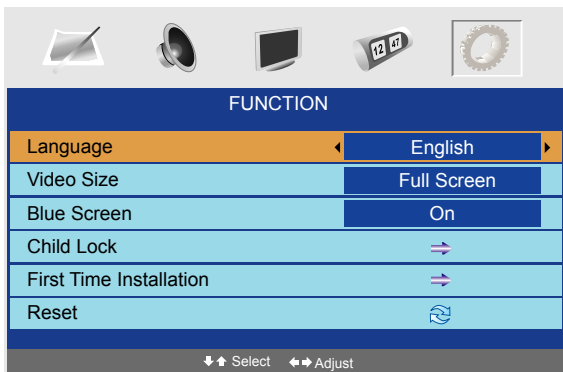 12 47
FUNCTION
Language English
Video Size Full Screen
Blue Screen On
Child Lock
First Time Installation
Reset
Select Adjust